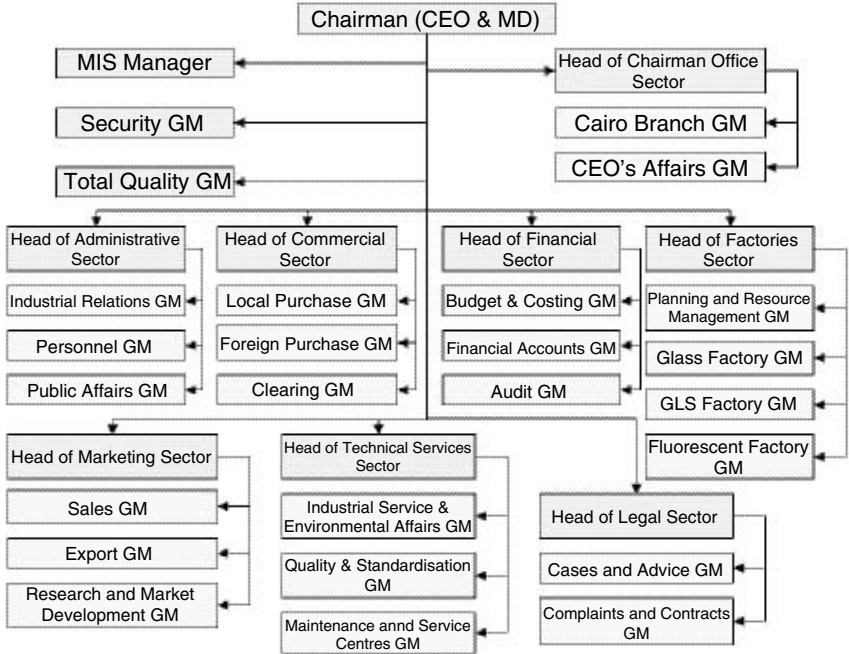 Chairman (CEO & MD)
MIS Manager
Head of Chairman Office
Sector
Security GM
Cairo Branch GM
Total Quality GM
CEO's Affairs GM
Head of Administrative
Sector
Head of Commercial
Sector
Head of Financial
Sector
Head of Factories
Sector
Industrial Relations GM
Local Purchase GM
Budget & Costing GM
Planning and Resource
Management GM
Personnel GM
Foreign Purchase GM
Financial Accounts GM
Glass Factory GM
Public Affairs GM
Clearing GM
Audit GM
GLS Factory GM
Fluorescent Factory
GM
Head of Marketing Sector
Head of Technical Services
Sector
Sales GM
Industrial Service &
Environmental Affairs GM
Head of Legal Sector
Export GM
Quality & Standardisation
GM
Cases and Advice GM
Research and Market
Development GM
Maintenance annd Service
Centres GM
Complaints and Contracts
GM